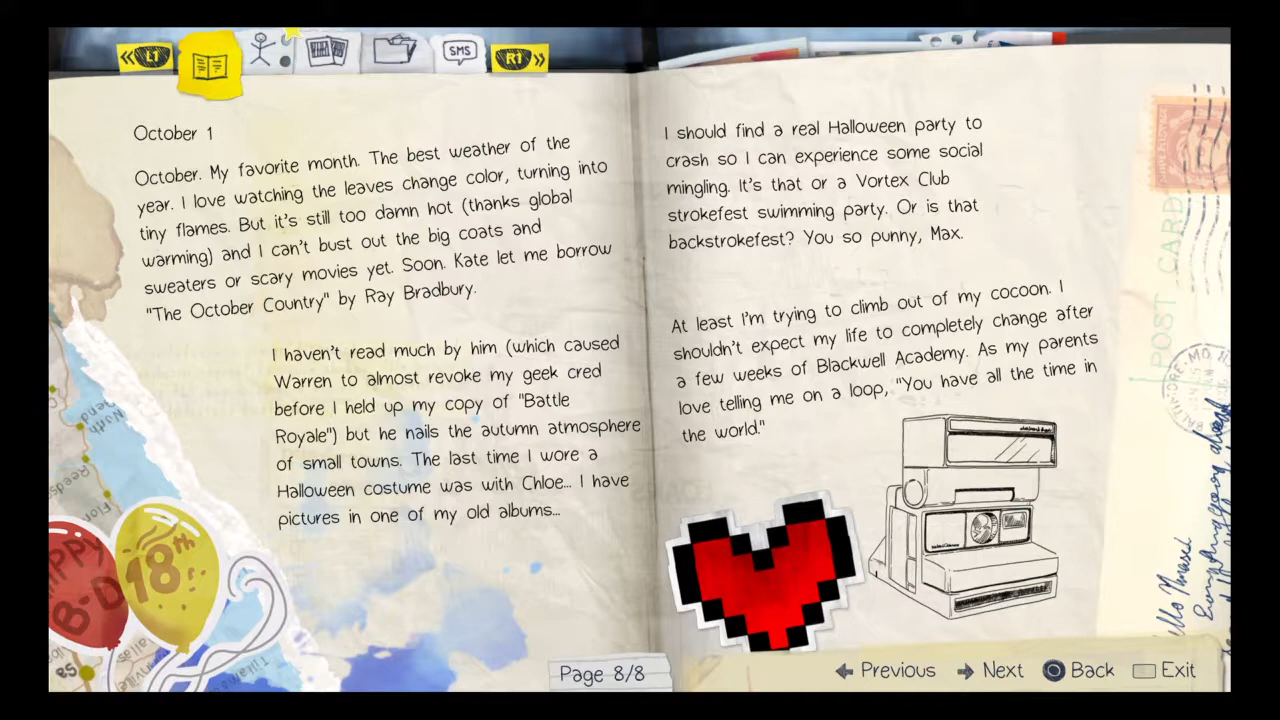 L1
SMS
R1
October 1
October. My favorite month. The best weather of the
year. I love watching the leaves change color, turning into
tiny flames. But it's still too damn hot (thanks global
warming) and I can't bust out the big coats and
sweaters or scary movies yet. Soon. Kate let me borrow
"The October Country" by Ray Bradbury.
I haven't read much by him (which caused
Warren to almost revoke my geek cred
before I held up my copy of "Battle
Royale") but he nails the autumn atmosphere
of small towns. The last time I wore a
Halloween costume was with Chloe... I have
pictures in one of my old albums...
I should find a real Halloween party to
crash so I can experience some social
mingling. It's that or a Vortex Club
strokefest swimming party. Or is that
backstrokefest? You so punny, Max.
At least I'm trying to climb out of my cocoon. I
shouldn't expect my life to completely change after
a few weeks of Blackwell Academy. As my parents
love telling me on a loop, "You have all the time in
the world."
POST CARD
North
Bend
HAPPY
B-D
18th
Page 8/8
Previous
Next
Back
Exit